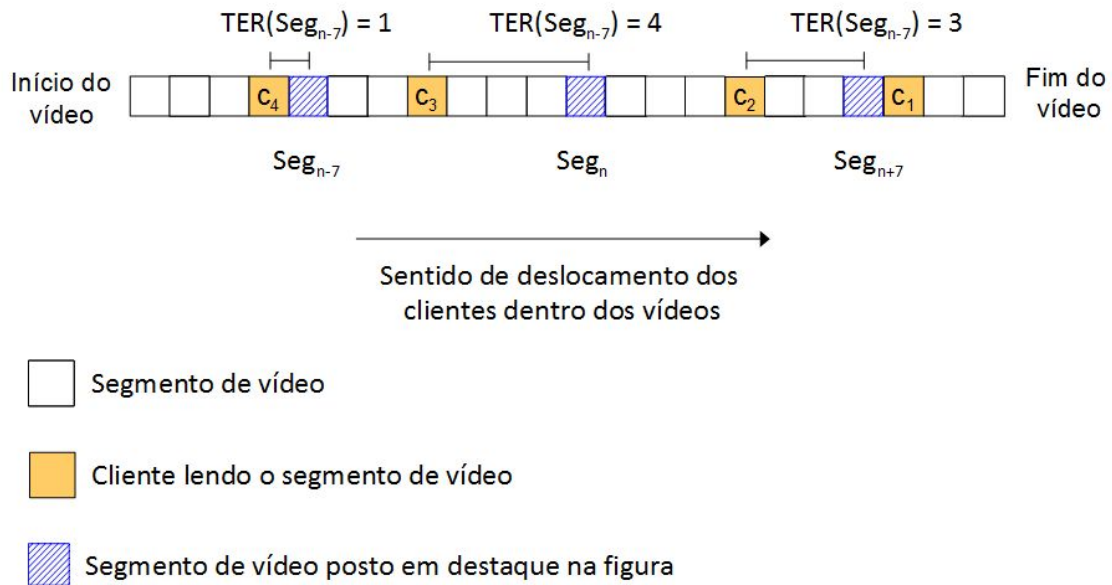 TER(Segₙ₋₇) = 1
TER(Segₙ₋₇) = 4
TER(Segₙ₋₇) = 3
Início do
vídeo
C₄
C₃
C₂
C₁
Fim do
vídeo
Segₙ₋₇
Segₙ
Segₙ₊₇
Sentido de deslocamento dos
clientes dentro dos vídeos
Segmento de vídeo
Cliente lendo o segmento de vídeo
Segmento de vídeo posto em destaque na figura